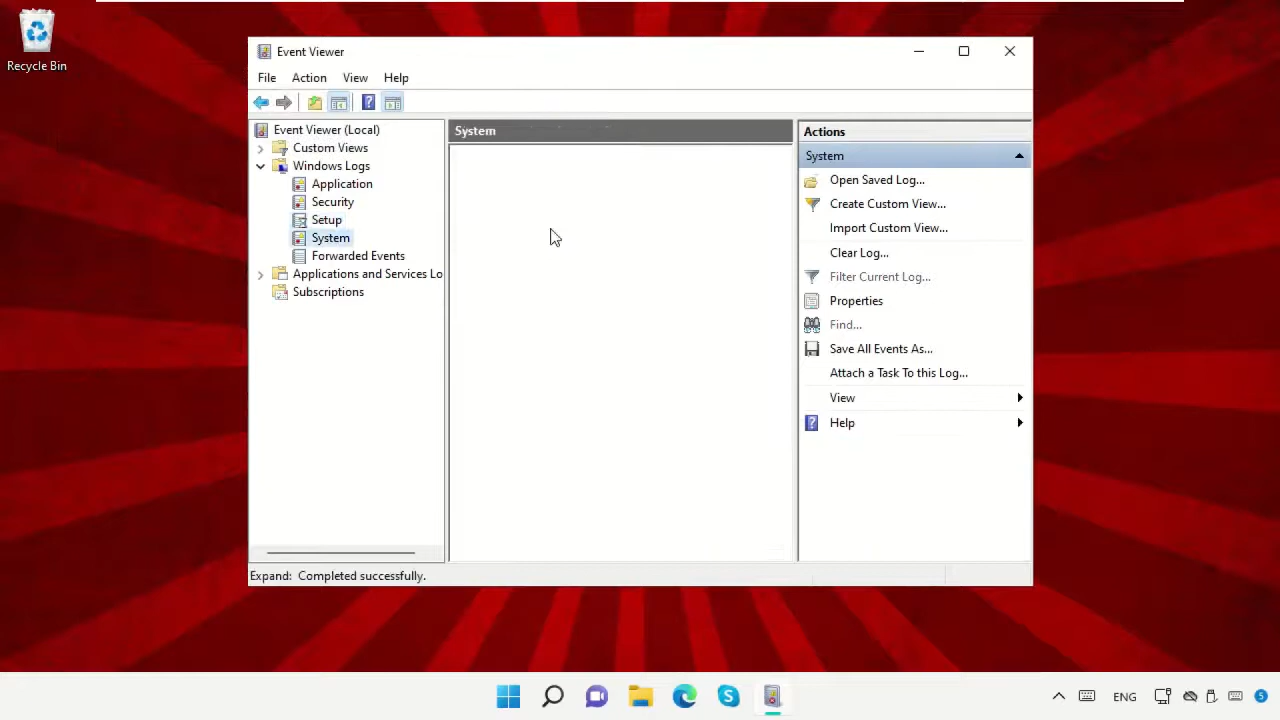 Recycle Bin
Event Viewer
File Action View Help
Event Viewer (Local)
Custom Views
Windows Logs
Application
Security
Setup
System
Forwarded Events
Applications and Services Lo
Subscriptions
System
Actions
System
Open Saved Log...
Create Custom View...
Import Custom View...
Clear Log...
Filter Current Log...
Properties
Find...
Save All Events As...
Attach a Task To this Log...
View
Help
Expand: Completed successfully.
ENG
5